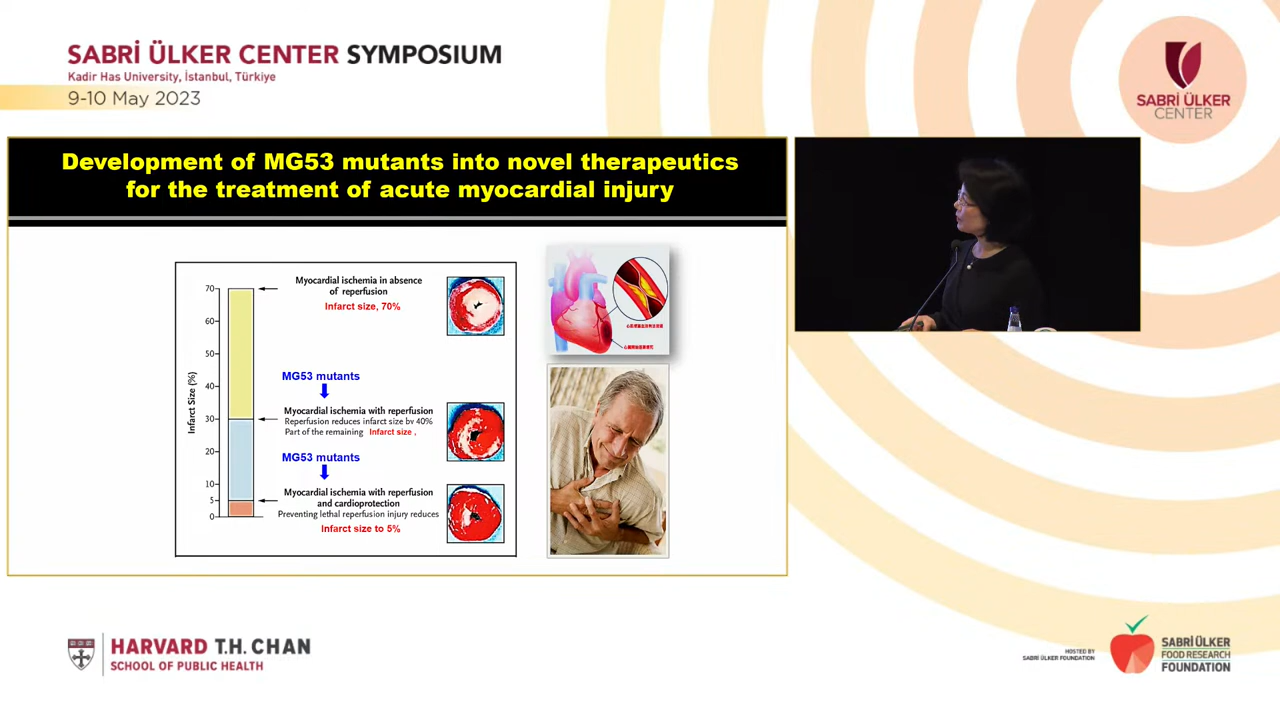 SABRİ ÜLKER CENTER SYMPOSIUM
Kadir Has University, İstanbul, Türkiye
9-10 May 2023
SABRİ ÜLKER
CENTER
Development of MG53 mutants into novel therapeutics
for the treatment of acute myocardial injury
Infarct Size (%)
70
60
50
40
30
20
10
5
0
Myocardial ischemia in absence
of reperfusion
Infarct size, 70%
MG53 mutants
Myocardial ischemia with reperfusion
Reperfusion reduces infarct size by 40%
Part of the remaining Infarct size ,
MG53 mutants
Myocardial ischemia with reperfusion
and cardioprotection
Preventing lethal reperfusion injury reduces
Infarct size to 5%
HARVARD T.H. CHAN
SCHOOL OF PUBLIC HEALTH
HOSTED BY
SABRI ÜLKER FOUNDATION
SABRİ ÜLKER
FOOD RESEARCH
FOUNDATION